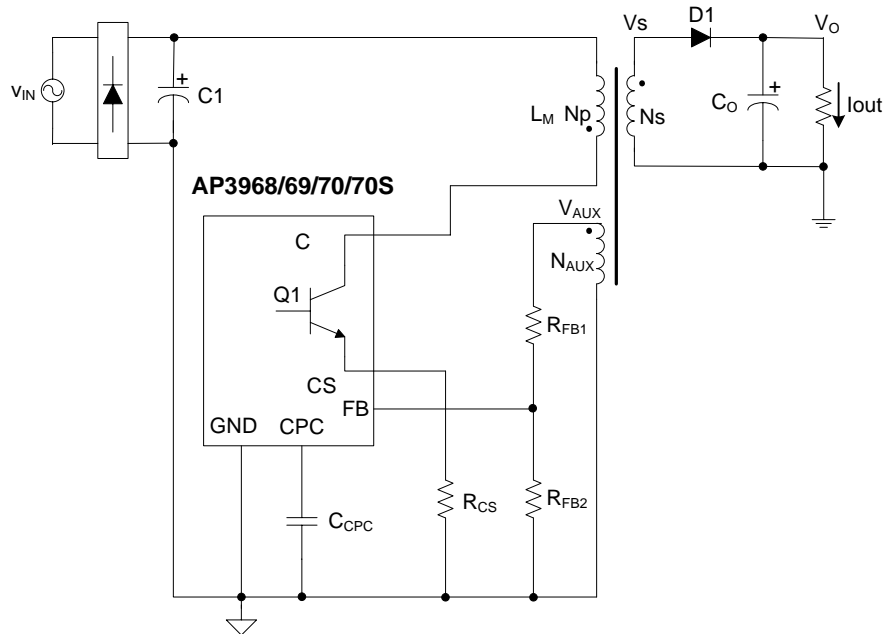 Vs
D1
VO
vIN
C1
LM
Np
Ns
CO
Iout
AP3968/69/70/70S
C
VAUX
NAUX
Q1
RFB1
CS
FB
GND
CPC
RCS
RFB2
CCPC
+
+